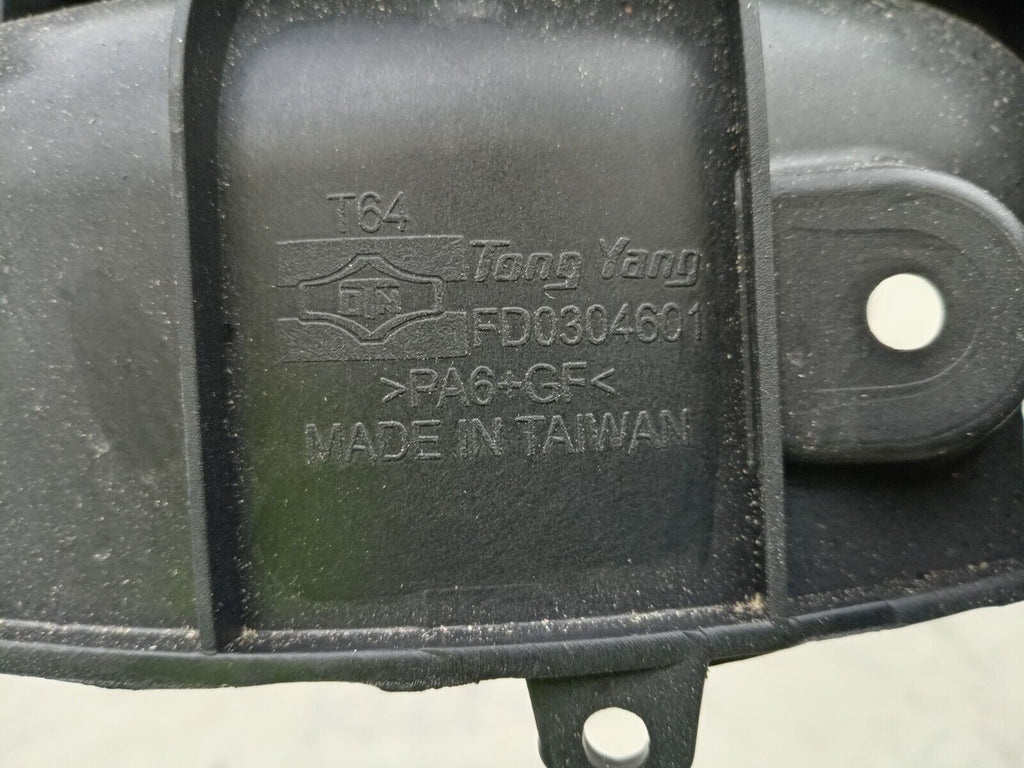 T64
Tong Yang
FD0304601
>PA6+GF<
MADE IN TAIWAN